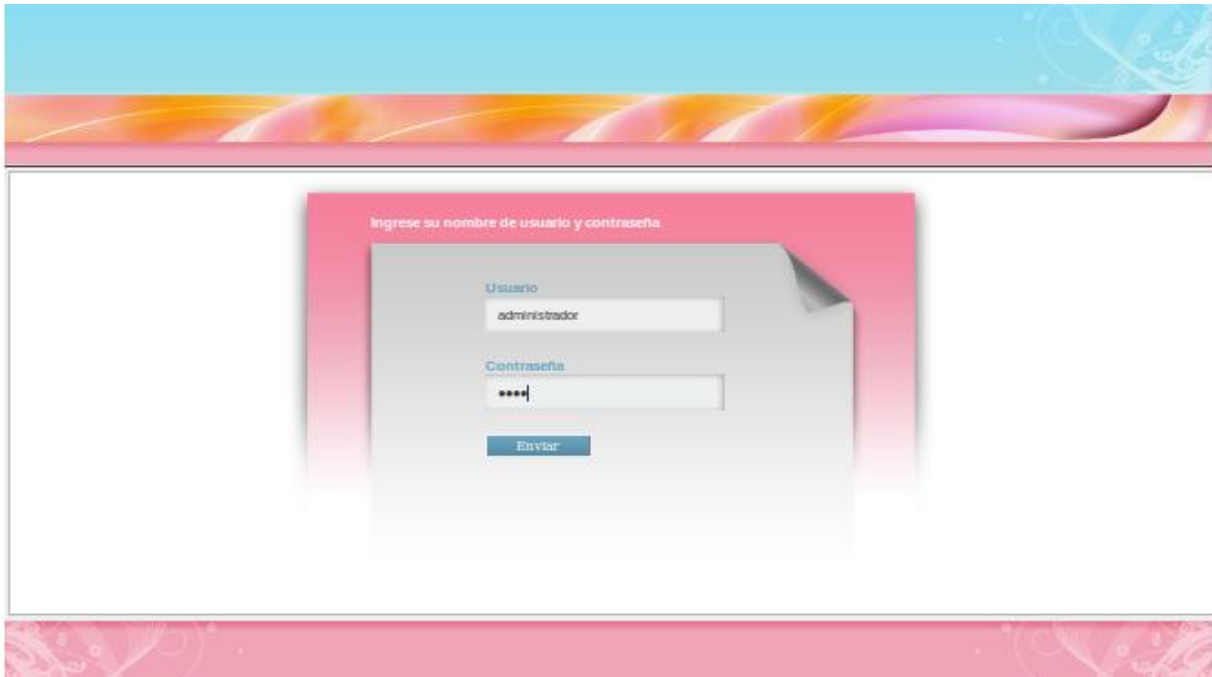 Ingrese su nombre de usuario y contraseña
Usuario
administrador
Contraseña
••••
Enviar